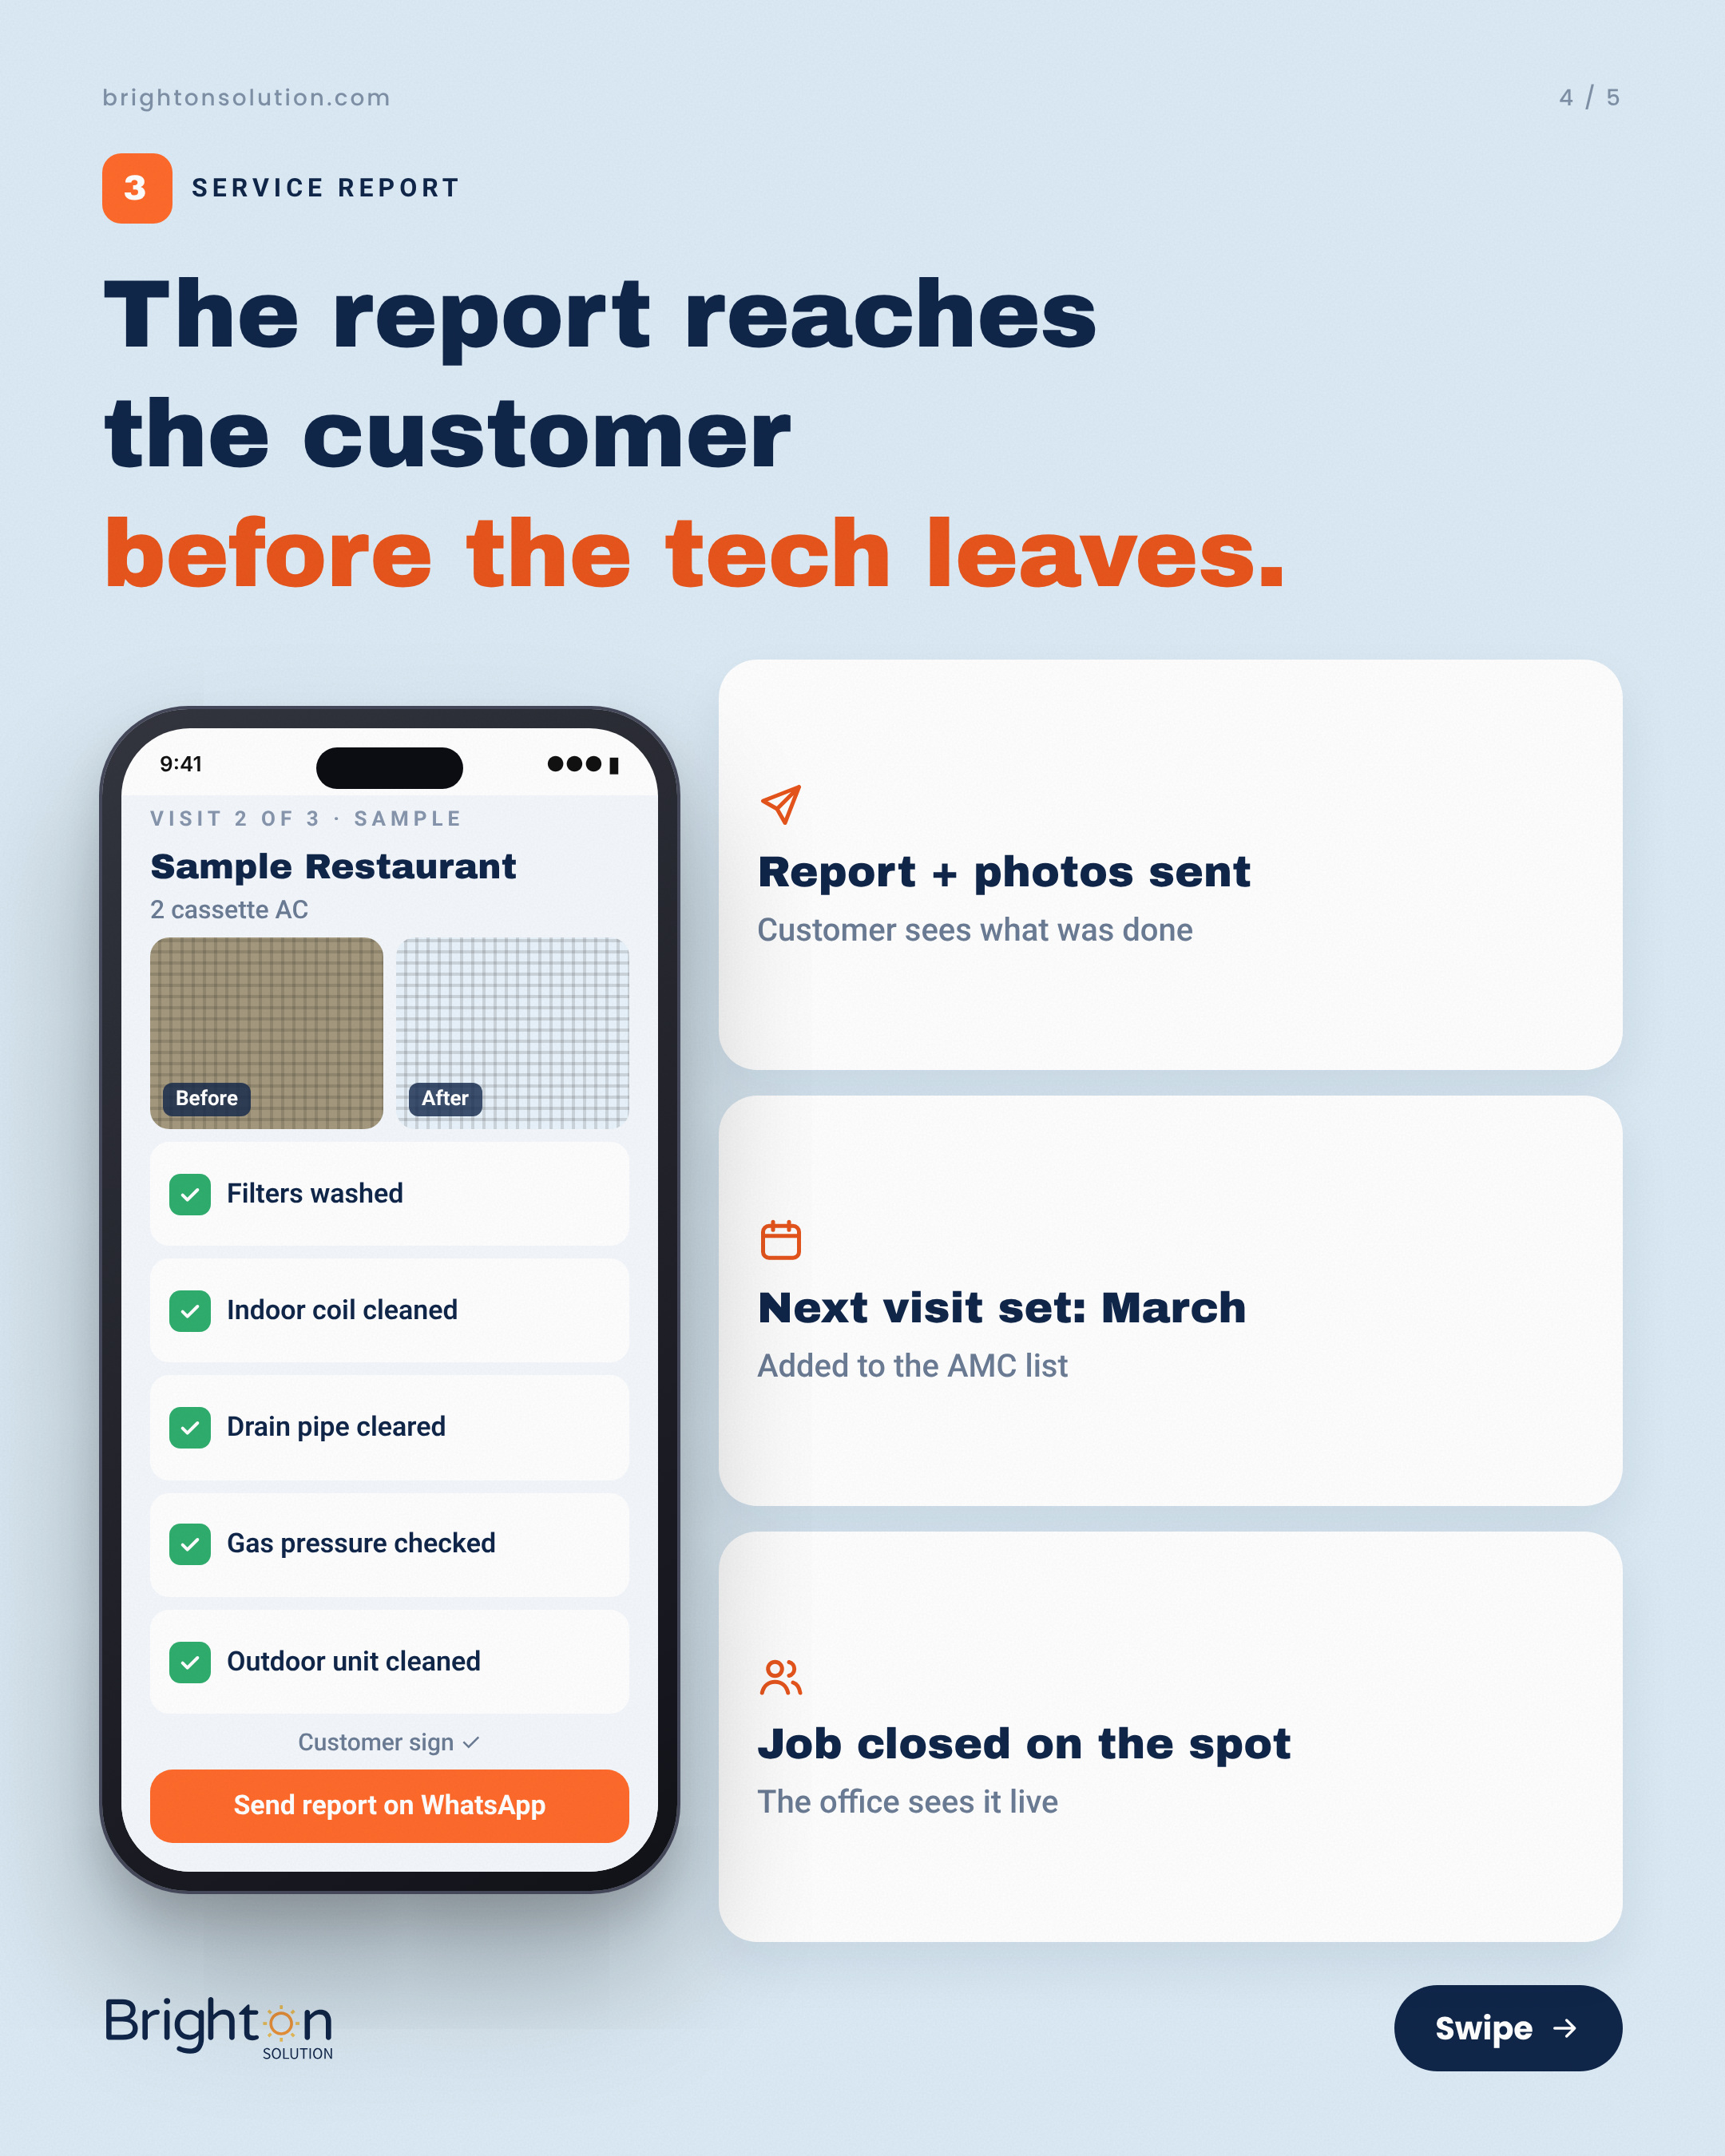 brightonsolution.com
4 / 5
3
SERVICE REPORT
The report reaches
the customer
before the tech leaves.
9:41
VISIT 2 OF 3 · SAMPLE
Sample Restaurant
2 cassette AC
Before
After
Filters washed
Indoor coil cleaned
Drain pipe cleared
Gas pressure checked
Outdoor unit cleaned
Customer sign ✓
Send report on WhatsApp
Report + photos sent
Customer sees what was done
Next visit set: March
Added to the AMC list
Job closed on the spot
The office sees it live
Brighton
SOLUTION
Swipe →